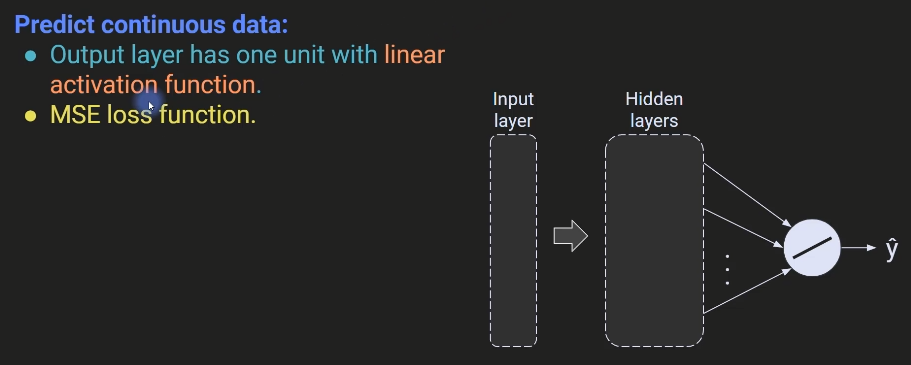 Predict continuous data:
● Output layer has one unit with linear
activation function.
● MSE loss function.
Input
layer
Hidden
layers
ŷ